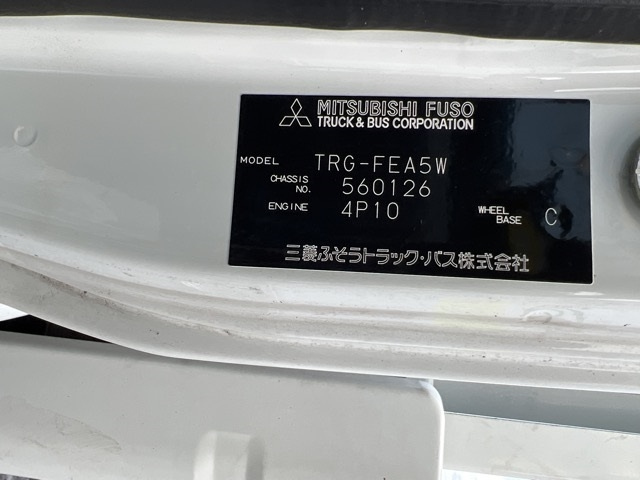 MITSUBISHI FUSO
TRUCK & BUS CORPORATION
MODEL TRG-FEA5W
CHASSIS NO. 560126
ENGINE 4P10 WHEEL BASE C
三菱ふそうトラック・バス株式会社